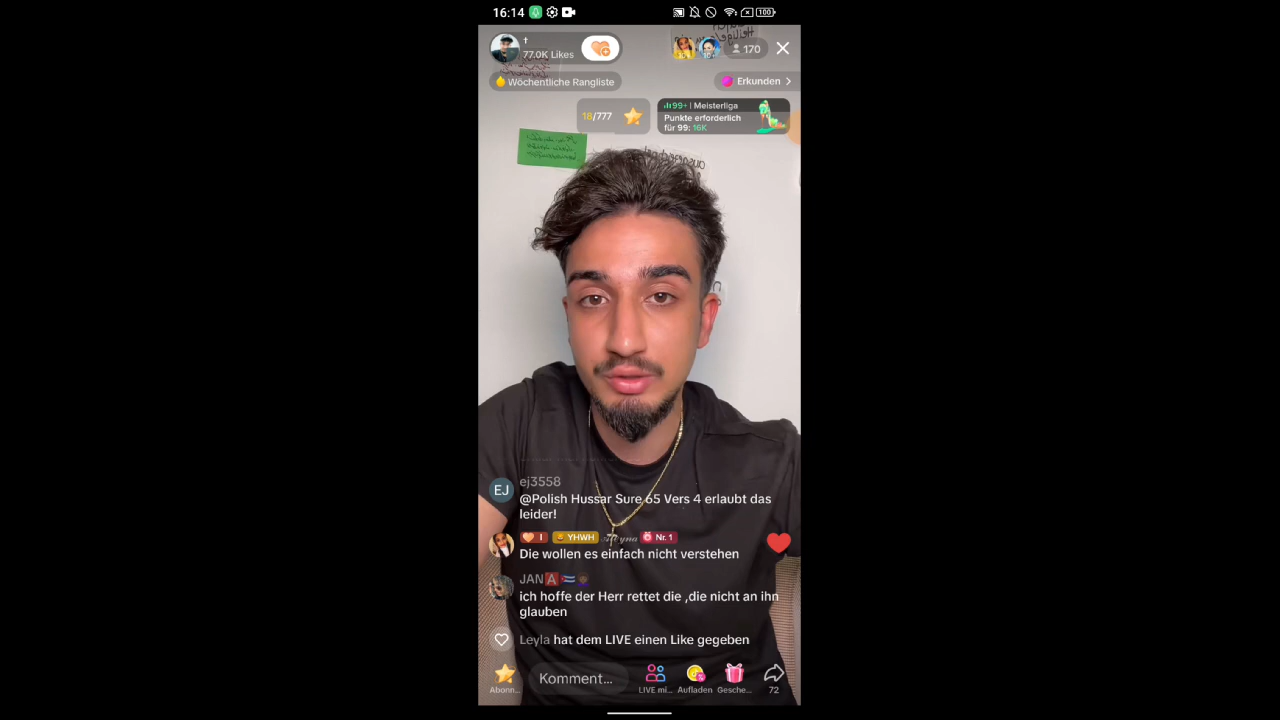 16:14
100
†
77.0K Likes
170
Wöchentliche Rangliste
Erkunden
18/777
99+ | Meisterliga
Punkte erforderlich
für 99: 16K
ej3558
EJ
@Polish Hussar Sure 65 Vers 4 erlaubt das
leider!
I YHWH Nr. 1
Die wollen es einfach nicht verstehen
JAN🅰️🇨🇺
ich hoffe der Herr rettet die ,die nicht an ihn
glauben
Leyla hat dem LIVE einen Like gegeben
Komment...
Abonn... LIVE mi... Aufladen Gesche... 72